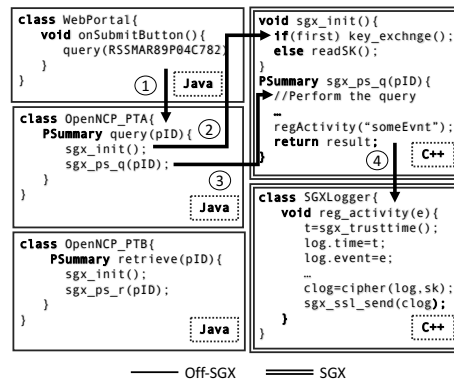 class WebPortal{
void onSubmitButton(){
query(RSSMAR89P04C782)
}
}
Java
1
class OpenNCP_PTA{
PSummary query(pID){
2
sgx_init();
sgx_ps_q(pID);
3
}
}
Java
class OpenNCP_PTB{
PSummary retrieve(pID){
sgx_init();
sgx_ps_r(pID);
}
}
Java
void sgx_init(){
if(first) key_exchnge();
else readSK();
}
PSummary sgx_ps_q(pID){
//Perform the query
…
regActivity(“someEvnt”);
return result;
4
}
C++
class SGXLogger{
void reg_activity(e){
t=sgx_trusttime();
log.time=t;
log.event=e;
…
clog=cipher(log,sk);
sgx_ssl_send(clog);
}
}
C++
Off-SGX
SGX